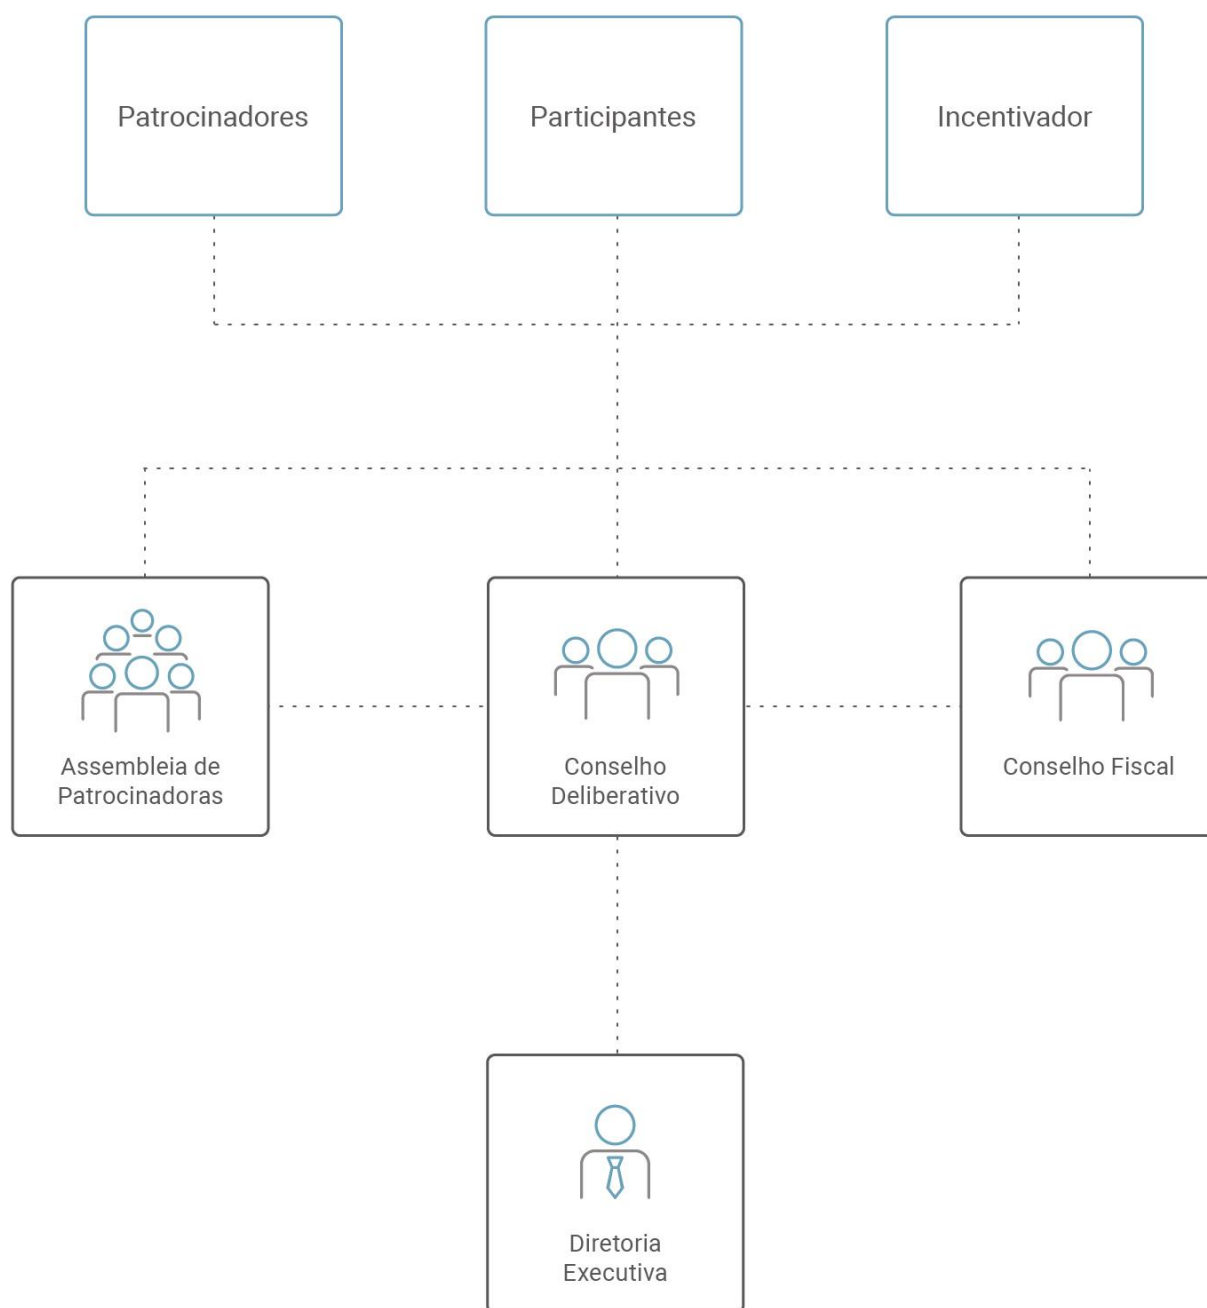 Patrocinadores
Participantes
Incentivador
Assembleia de
Patrocinadoras
Conselho
Deliberativo
Conselho Fiscal
Diretoria
Executiva